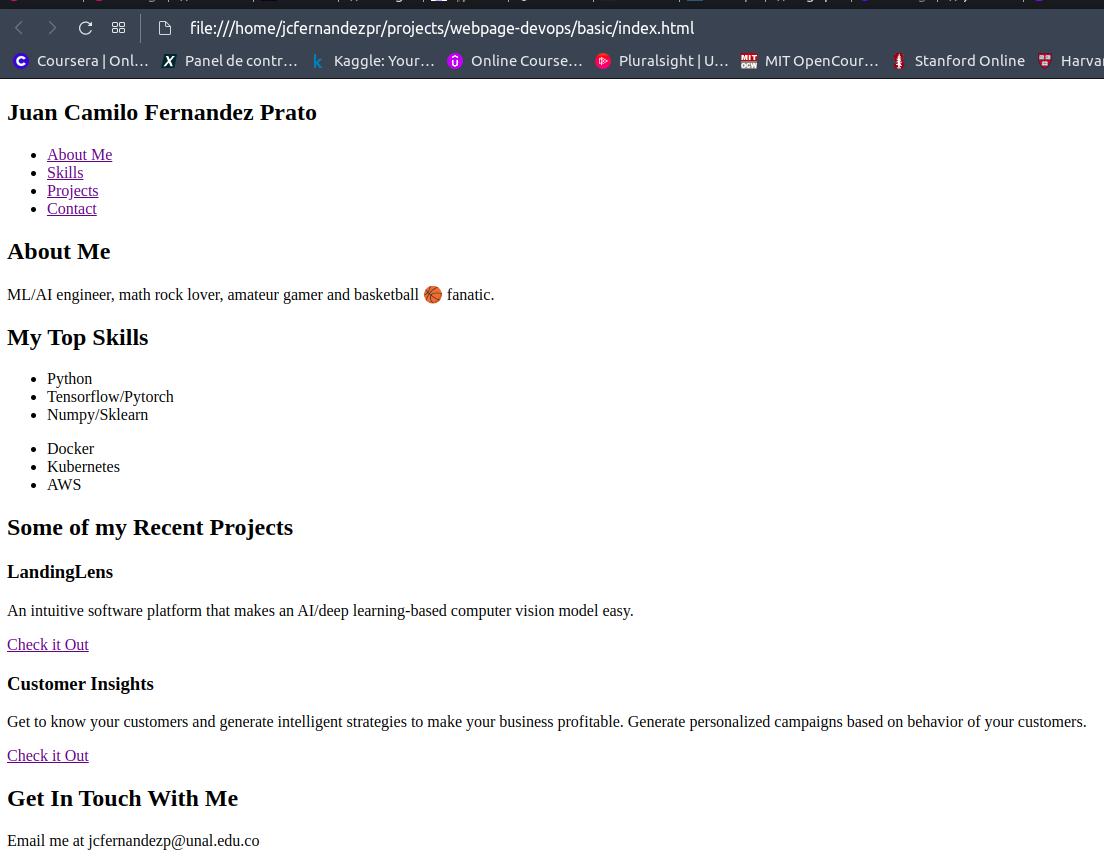 file:///home/jcfernandezpr/projects/webpage-devops/basic/index.html
Coursera | Onl… Panel de contr… Kaggle: Your… Online Course… Pluralsight | U… MIT OpenCour… Stanford Online Harvar
Juan Camilo Fernandez Prato
About Me
Skills
Projects
Contact
About Me
ML/AI engineer, math rock lover, amateur gamer and basketball 🏀 fanatic.
My Top Skills
Python
Tensorflow/Pytorch
Numpy/Sklearn
Docker
Kubernetes
AWS
Some of my Recent Projects
LandingLens
An intuitive software platform that makes an AI/deep learning-based computer vision model easy.
Check it Out
Customer Insights
Get to know your customers and generate intelligent strategies to make your business profitable. Generate personalized campaigns based on behavior of your customers.
Check it Out
Get In Touch With Me
Email me at jcfernandezp@unal.edu.co